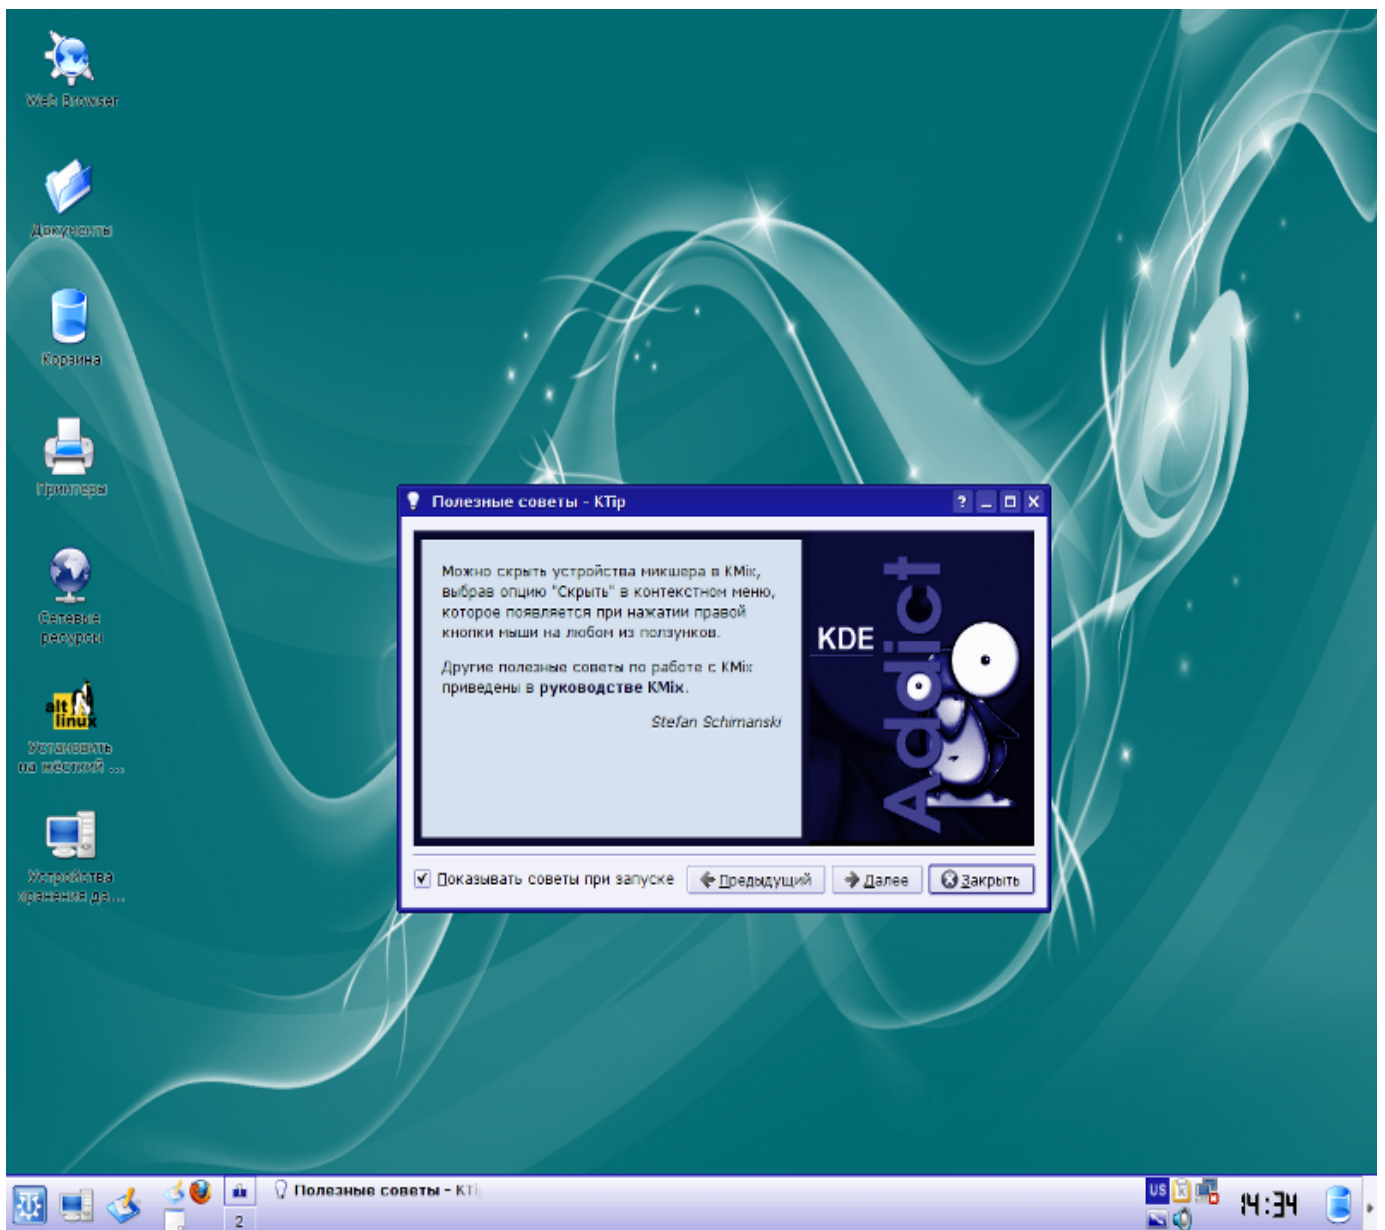 Web Browser
Документы
Корзина
Принтеры
Сетевые
ресурсы
alt
linux
Установить
на жёсткий ...
Устройства
хранения да...
Полезные советы - KTip
Можно скрыть устройства микшера в KMix,
выбрав опцию "Скрыть" в контекстном меню,
которое появляется при нажатии правой
кнопки мыши на любом из ползунков.
Другие полезные советы по работе с KMix
приведены в руководстве KMix.
Stefan Schimanski
KDE
Addict
Показывать советы при запуске
Предыдущий
Далее
Закрыть
Полезные советы - KTi
2
US
14:34